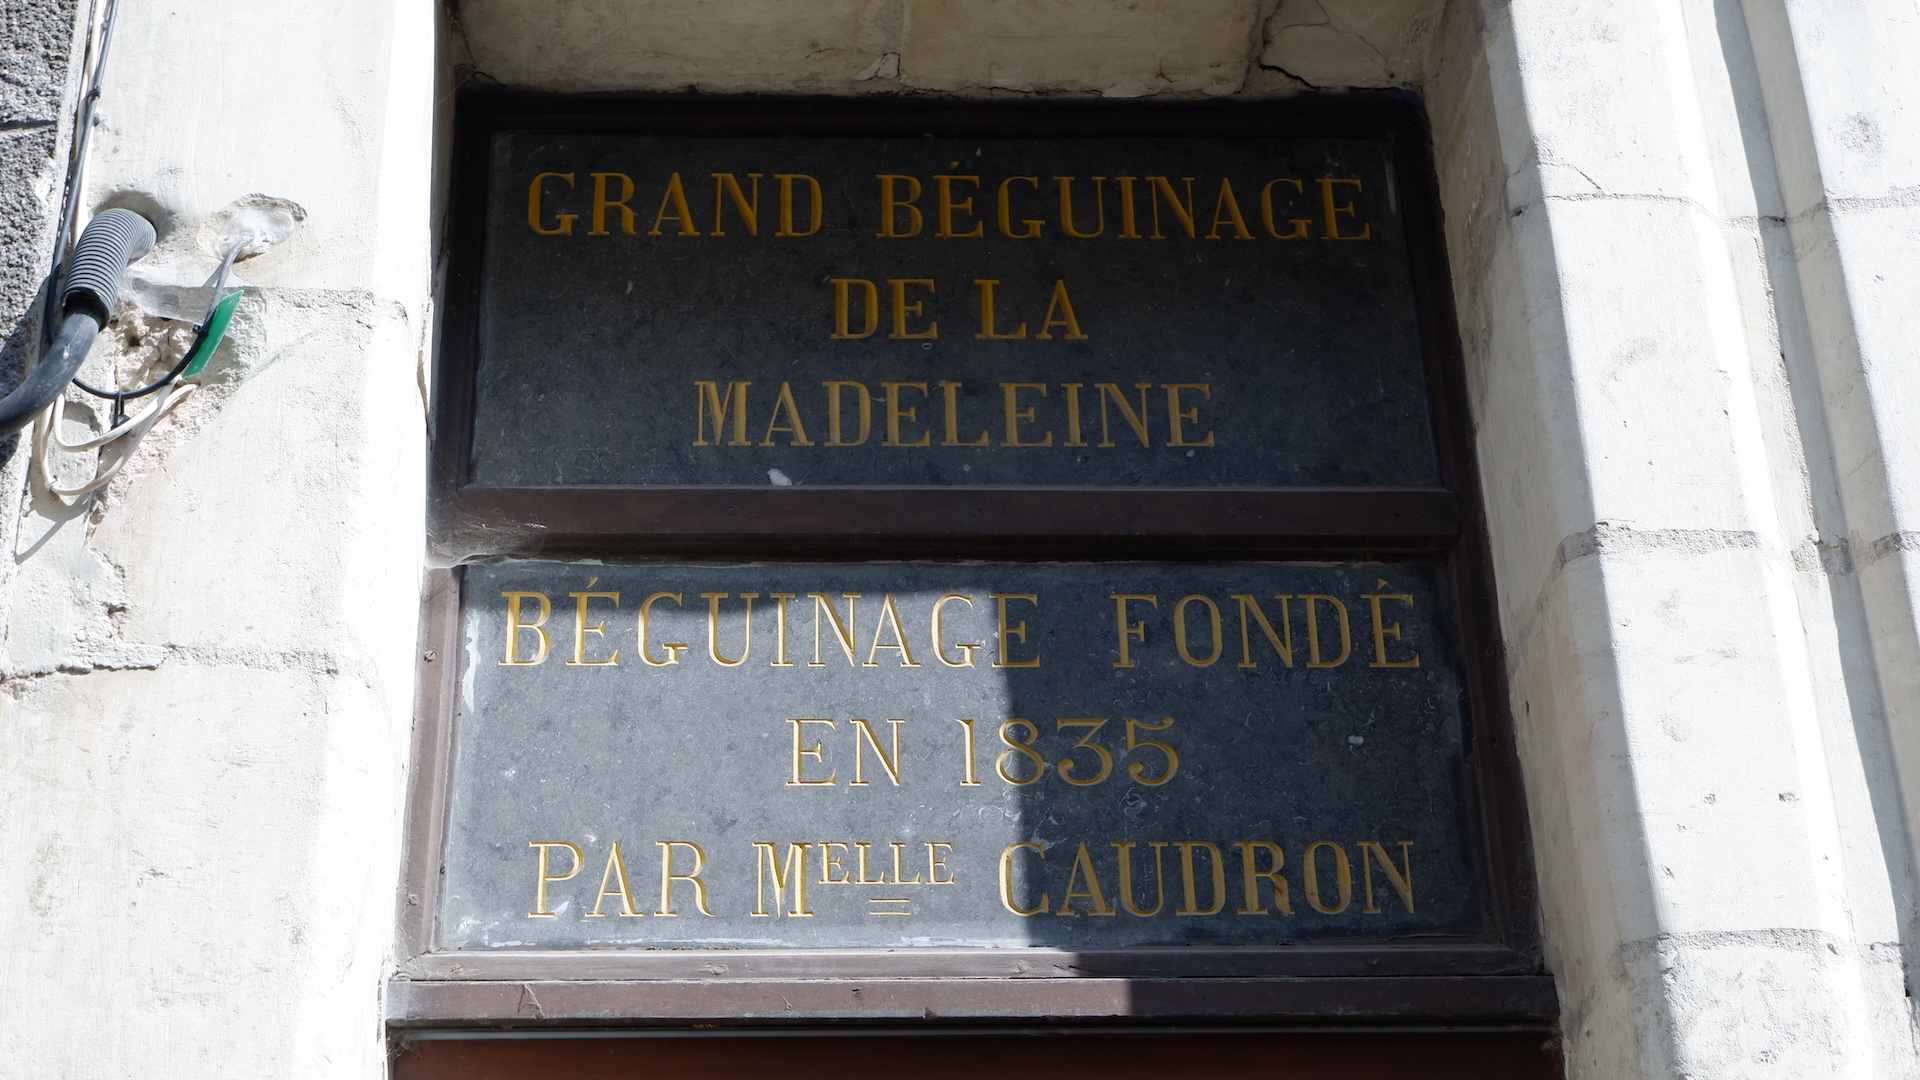 GRAND BÉGUINAGE
DE LA
MADELEINE
BÉGUINAGE FONDÉ
EN 1835
PAR MELLE CAUDRON